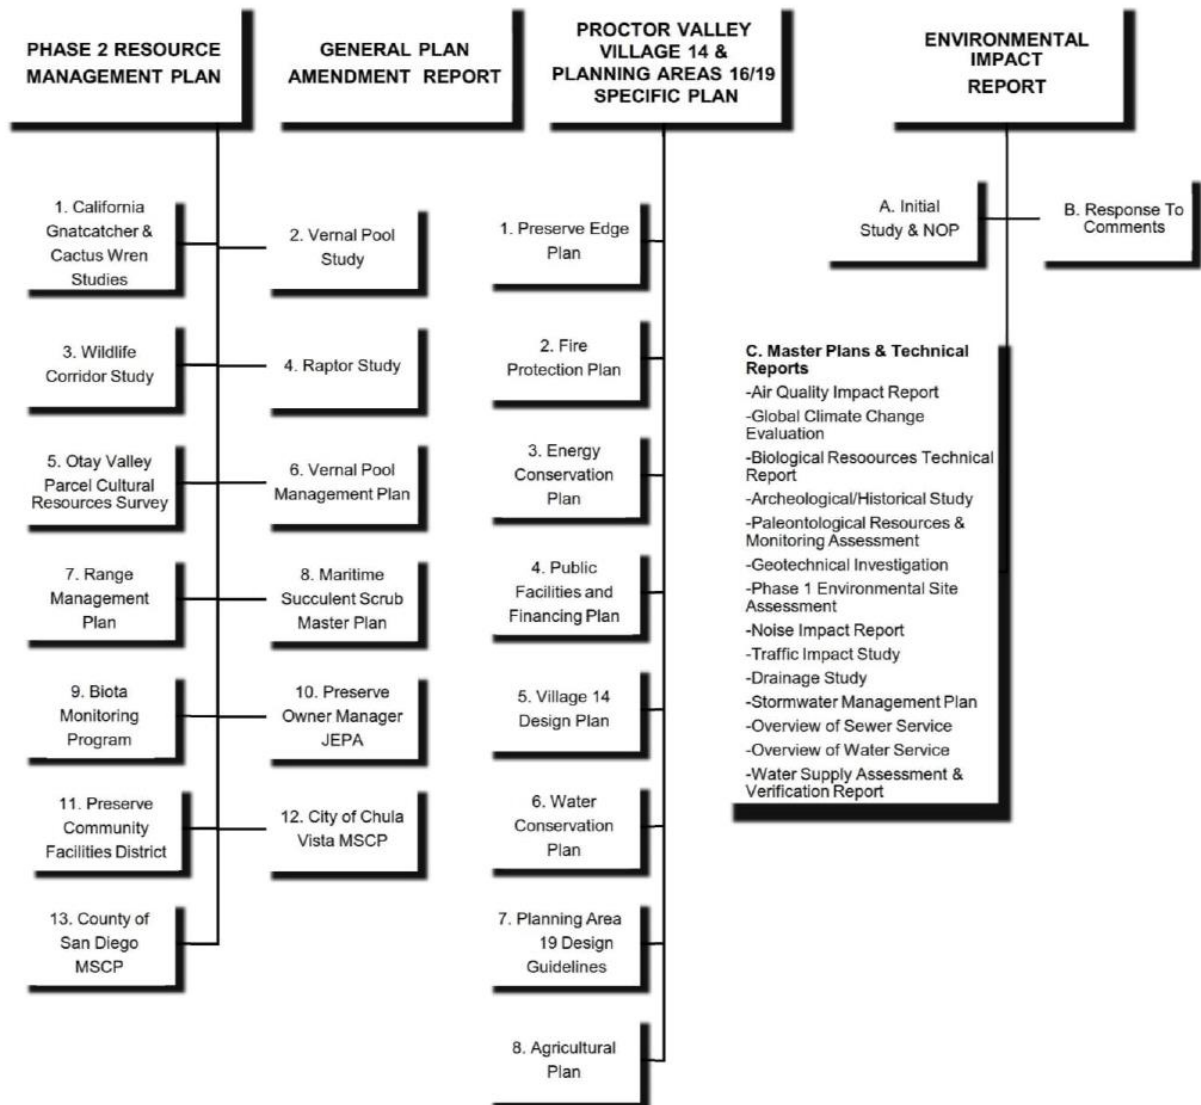 PHASE 2 RESOURCE
MANAGEMENT PLAN
GENERAL PLAN
AMENDMENT REPORT
PROCTOR VALLEY
VILLAGE 14 &
PLANNING AREAS 16/19
SPECIFIC PLAN
ENVIRONMENTAL
IMPACT
REPORT
1. California
Gnatcatcher &
Cactus Wren
Studies
2. Vernal Pool
Study
3. Wildlife
Corridor Study
4. Raptor Study
5. Otay Valley
Parcel Cultural
Resources Survey
6. Vernal Pool
Management Plan
7. Range
Management
Plan
8. Maritime
Succulent Scrub
Master Plan
9. Biota
Monitoring
Program
10. Preserve
Owner Manager
JEPA
11. Preserve
Community
Facilities District
12. City of Chula
Vista MSCP
13. County of
San Diego
MSCP
1. Preserve Edge
Plan
2. Fire
Protection Plan
3. Energy
Conservation
Plan
4. Public
Facilities and
Financing Plan
5. Village 14
Design Plan
6. Water
Conservation
Plan
7. Planning Area
19 Design
Guidelines
8. Agricultural
Plan
A. Initial
Study & NOP
B. Response To
Comments
C. Master Plans & Technical
Reports
-Air Quality Impact Report
-Global Climate Change
Evaluation
-Biological Resoources Technical
Report
-Archeological/Historical Study
-Paleontological Resources &
Monitoring Assessment
-Geotechnical Investigation
-Phase 1 Environmental Site
Assessment
-Noise Impact Report
-Traffic Impact Study
-Drainage Study
-Stormwater Management Plan
-Overview of Sewer Service
-Overview of Water Service
-Water Supply Assessment &
Verification Report